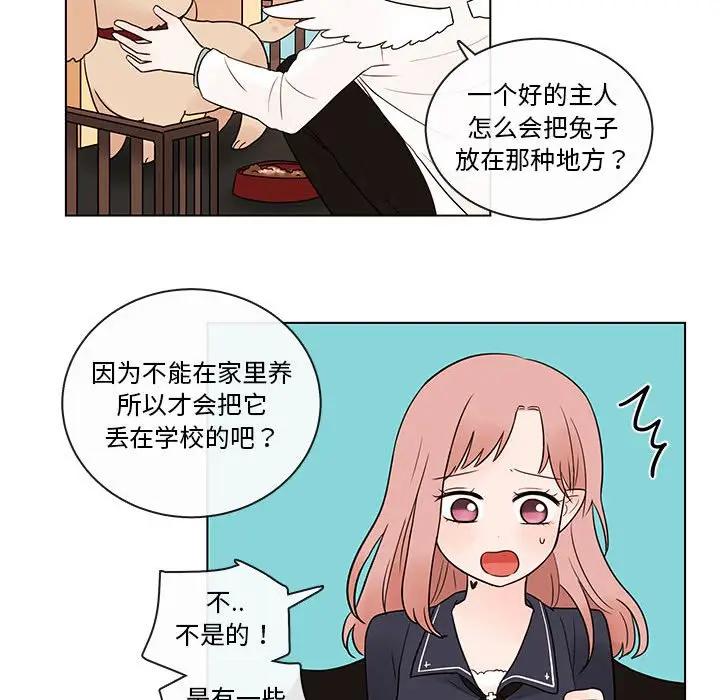 一个好的主人
怎么会把兔子
放在那种地方？
因为不能在家里养
所以才会把它
丢在学校的吧？
不..
不是的！
是有一些